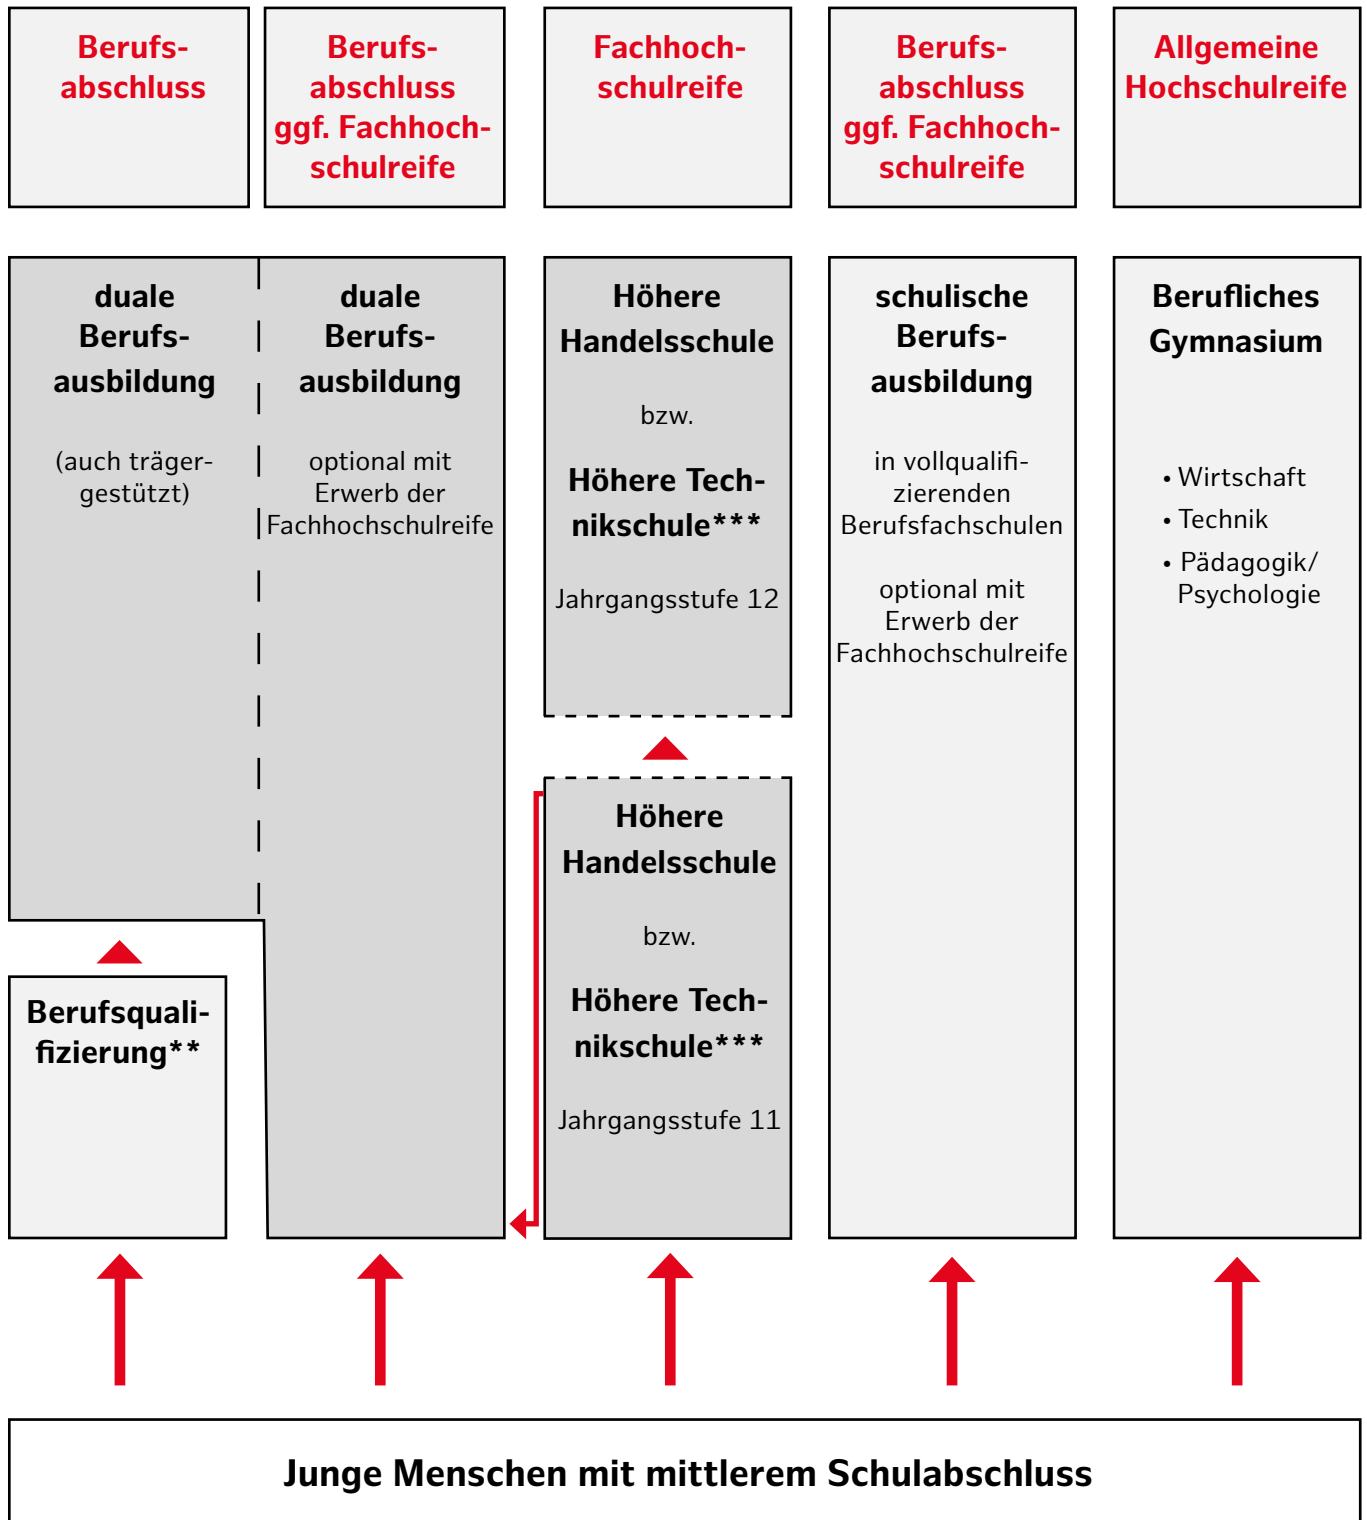 Berufs-
abschluss
Berufs-
abschluss
ggf. Fachhoch-
schulreife
Fachhoch-
schulreife
Berufs-
abschluss
ggf. Fachhoch-
schulreife
Allgemeine
Hochschulreife
duale
Berufs-
ausbildung
(auch träger-
gestützt)
duale
Berufs-
ausbildung
optional mit
Erwerb der
Fachhochschulreife
Höhere
Handelsschule
bzw.
Höhere Tech-
nikschule***
Jahrgangsstufe 12
schulische
Berufs-
ausbildung
in vollqualifi-
zierenden
Berufsfachschulen
optional mit
Erwerb der
Fachhochschulreife
Berufliches
Gymnasium
• Wirtschaft
• Technik
• Pädagogik/
Psychologie
Höhere
Handelsschule
bzw.
Höhere Tech-
nikschule***
Jahrgangsstufe 11
Berufsquali-
fizierung**
Junge Menschen mit mittlerem Schulabschluss